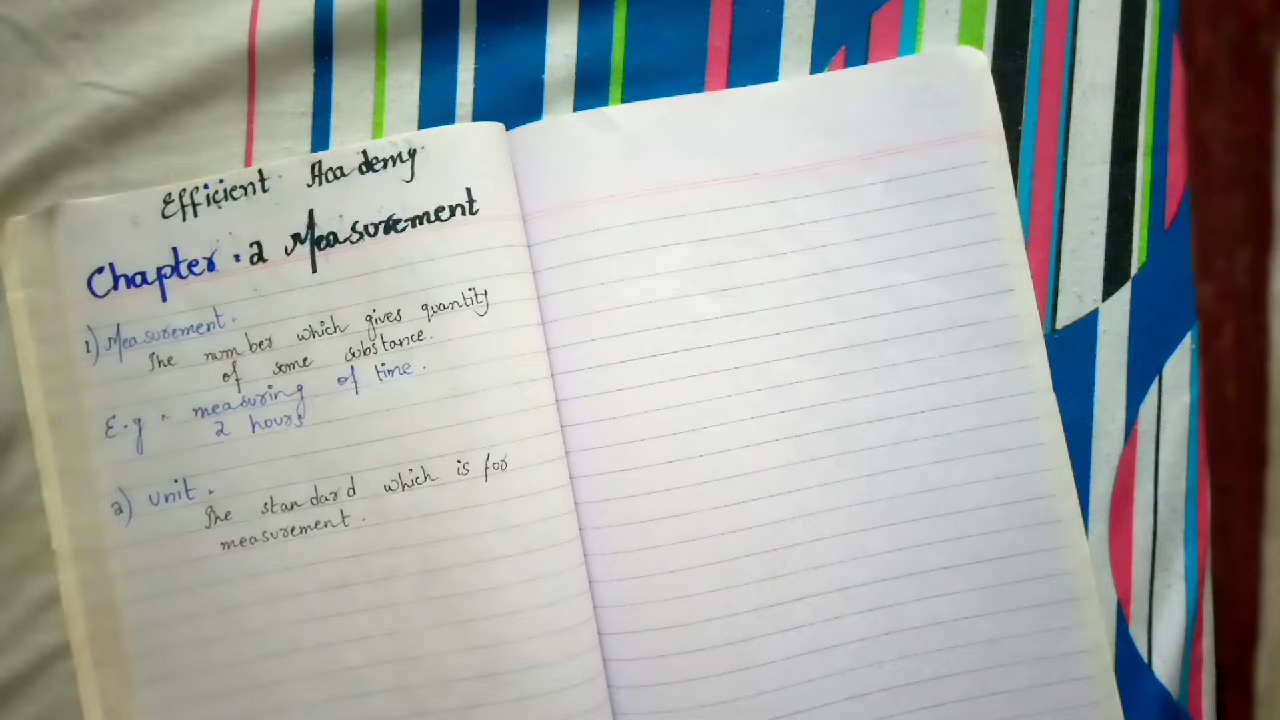 Efficient Academy
Chapter : 2 Measurement
1) Measurement.
The number which gives quantity
of some substance.
E.g : measuring of time.
2 hours
2) Unit :
The standard which is for
measurement.